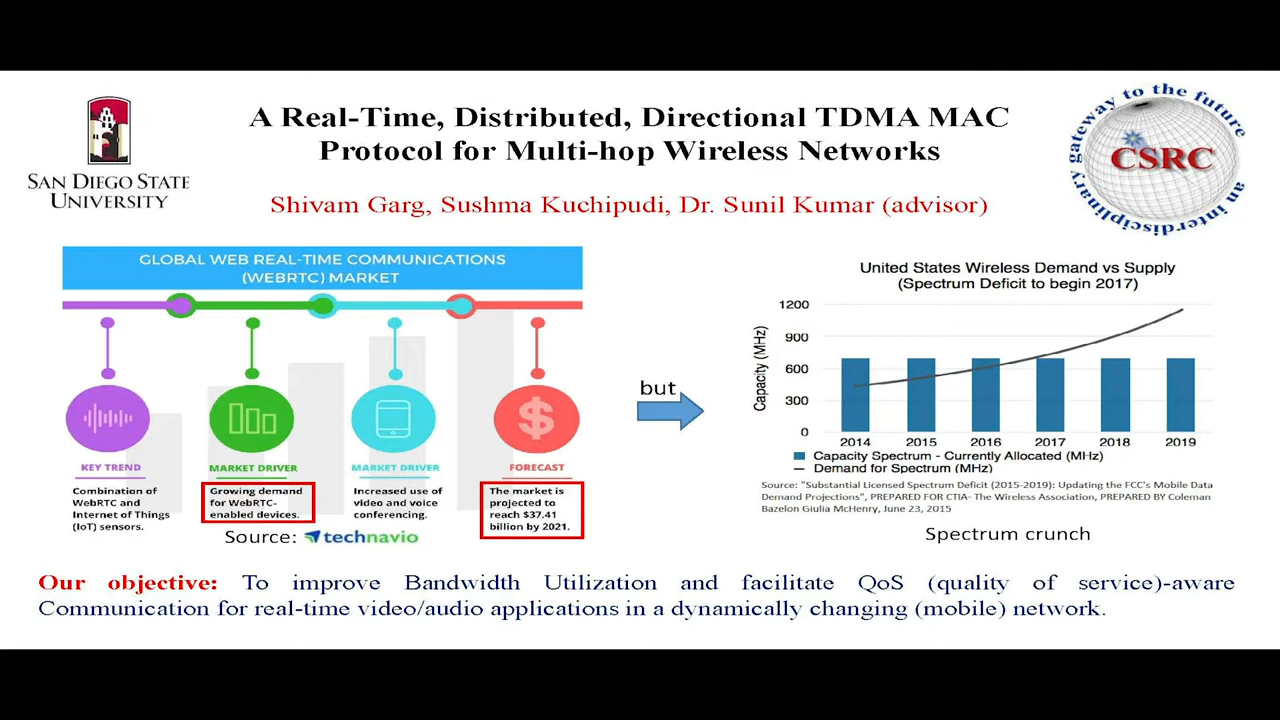 SAN DIEGO STATE
UNIVERSITY
A Real-Time, Distributed, Directional TDMA MAC
Protocol for Multi-hop Wireless Networks
Shivam Garg, Sushma Kuchipudi, Dr. Sunil Kumar (advisor)
gateway to the future
CSRC
an interdisciplinary
GLOBAL WEB REAL-TIME COMMUNICATIONS
(WEBRTC) MARKET
KEY TREND
Combination of
WebRTC and
Internet of Things
(IoT) sensors.
MARKET DRIVER
Growing demand
for WebRTC-
enabled devices.
MARKET DRIVER
Increased use of
video and voice
conferencing.
$
FORECAST
The market is
projected to
reach $37.41
billion by 2021.
Source: technavio
but
United States Wireless Demand vs Supply
(Spectrum Deficit to begin 2017)
Capacity (MHz)
1200
900
600
300
0
2014 2015 2016 2017 2018 2019
Capacity Spectrum - Currently Allocated (MHz)
Demand for Spectrum (MHz)
Source: "Substantial Licensed Spectrum Deficit (2015-2019): Updating the FCC's Mobile Data
Demand Projections", PREPARED FOR CTIA- The Wireless Association, PREPARED BY Coleman
Bazelon Giulia McHenry, June 23, 2015
Spectrum crunch
Our objective: To improve Bandwidth Utilization and facilitate QoS (quality of service)-aware
Communication for real-time video/audio applications in a dynamically changing (mobile) network.